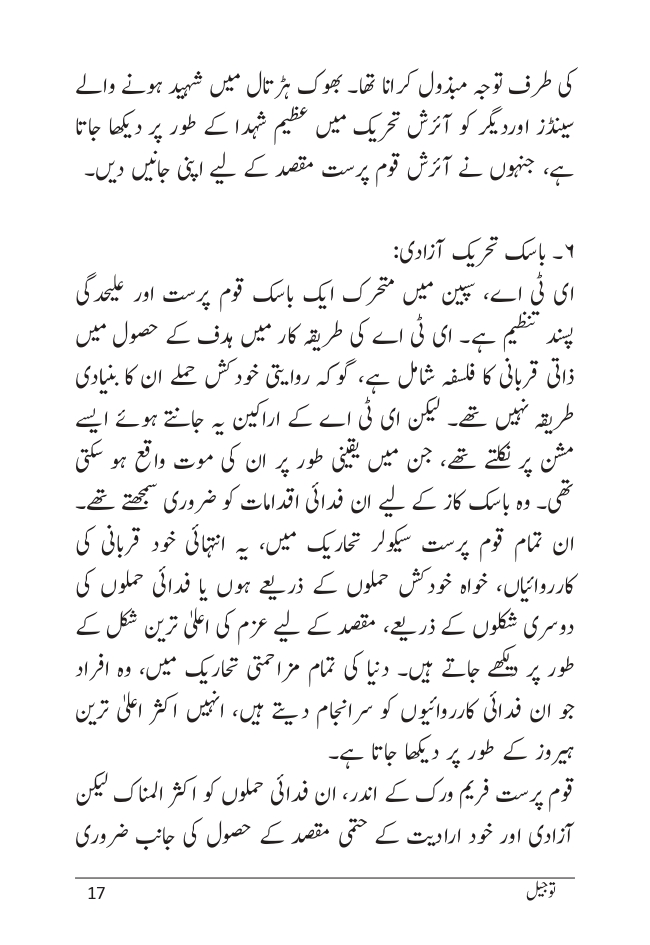 کی طرف توجہ مبذول کرانا تھا۔ بھوک ہڑتال میں شہید ہونے والے
سینڈز اوردیگر کو آئرش تحریک میں عظیم شہدا کے طور پر دیکھا جاتا
ہے، جنہوں نے آئرش قوم پرست مقصد کے لیے اپنی جانیں دیں۔
۶۔ باسک تحریک آزادی:
ای ٹی اے، سپین میں متحرک ایک باسک قوم پرست اور علیحدگی
پسند تنظیم ہے۔ ای ٹی اے کی طریقہ کار میں ہدف کے حصول میں
ذاتی قربانی کا فلسفہ شامل ہے، گو کہ روایتی خودکش حملے ان کا بنیادی
طریقہ نہیں تھے۔ لیکن ای ٹی اے کے اراکین یہ جانتے ہوئے ایسے
مشن پر نکلتے تھے، جن میں یقینی طور پر ان کی موت واقع ہو سکتی
تھی۔ وہ باسک کاز کے لیے ان فدائی اقدامات کو ضروری سمجھتے تھے۔
ان تمام قوم پرست سیکولر تحاریک میں، یہ انتہائی خود قربانی کی
کارروائیاں، خواہ خودکش حملوں کے ذریعے ہوں یا فدائی حملوں کی
دوسری شکلوں کے ذریعے، مقصد کے لیے عزم کی اعلیٰ ترین شکل کے
طور پر دیکھے جاتے ہیں۔ دنیا کی تمام مزاحمتی تحاریک میں، وہ افراد
جو ان فدائی کارروائیوں کو سرانجام دیتے ہیں، انہیں اکثر اعلیٰ ترین
ہیروز کے طور پر دیکھا جاتا ہے۔
قوم پرست فریم ورک کے اندر، ان فدائی حملوں کو اکثر المناک لیکن
آزادی اور خود ارادیت کے حتمی مقصد کے حصول کی جانب ضروری
توجیل 17